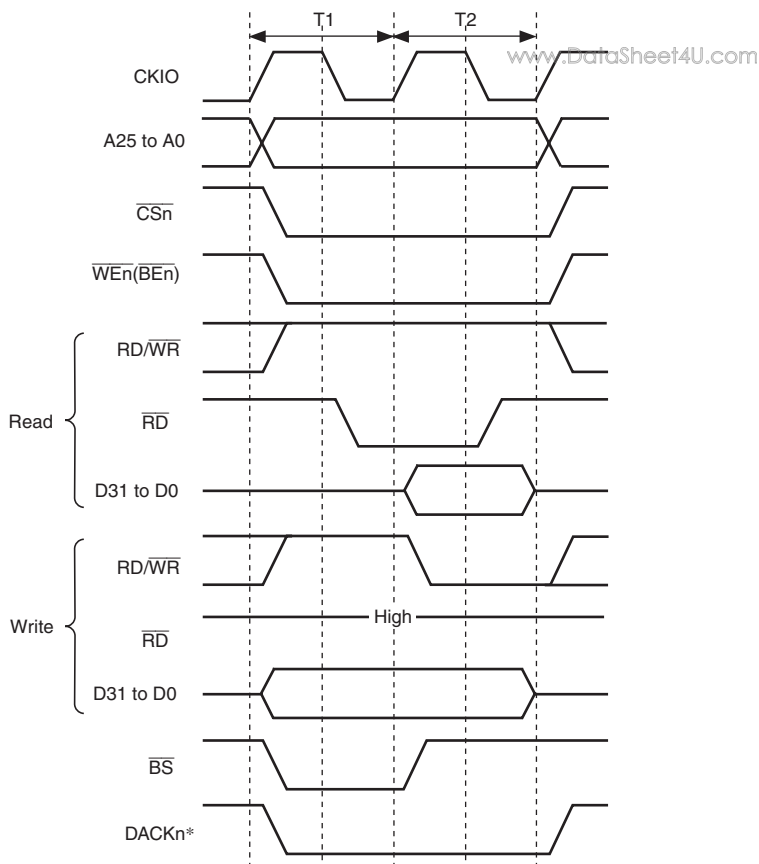 T1 T2
www.DataSheet4U.com
CKIO
A25 to A0
CSn
WEn(BEn)
Read
RD/WR
RD
D31 to D0
Write
RD/WR
High
RD
D31 to D0
BS
DACKn*